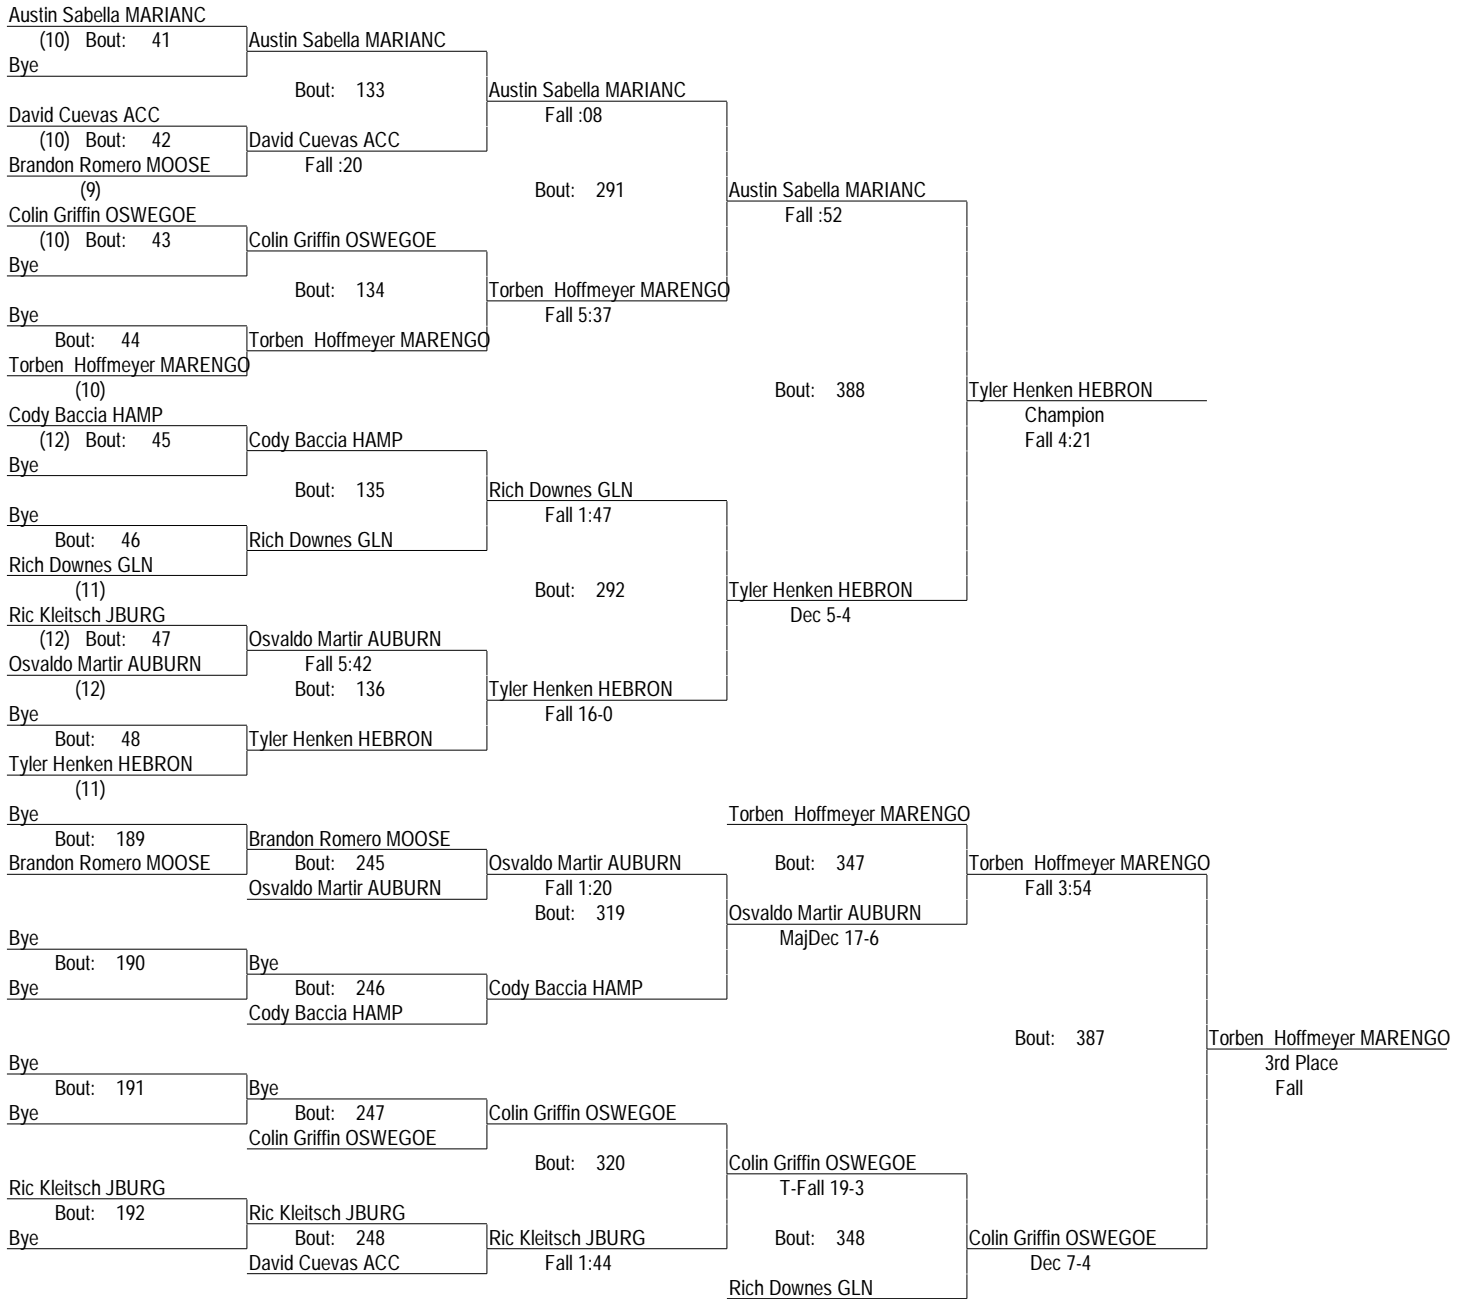 Austin Sabella MARIANC
(10) Bout: 41 Austin Sabella MARIANC
Bye
Bout: 133 Austin Sabella MARIANC
David Cuevas ACC Fall :08
(10) Bout: 42 David Cuevas ACC
Brandon Romero MOOSE Fall :20
(9) Bout: 291 Austin Sabella MARIANC
Colin Griffin OSWEGOE Fall :52
(10) Bout: 43 Colin Griffin OSWEGOE
Bye
Bout: 134 Torben Hoffmeyer MARENGO
Bye Fall 5:37
Bout: 44 Torben Hoffmeyer MARENGO
Torben Hoffmeyer MARENGO
(10) Bout: 388 Tyler Henken HEBRON
Cody Baccia HAMP Champion
(12) Bout: 45 Cody Baccia HAMP Fall 4:21
Bye
Bout: 135 Rich Downes GLN
Bye Fall 1:47
Bout: 46 Rich Downes GLN
Rich Downes GLN
(11) Bout: 292 Tyler Henken HEBRON
Ric Kleitsch JBURG Dec 5-4
(12) Bout: 47 Osvaldo Martir AUBURN
Osvaldo Martir AUBURN Fall 5:42
(12) Bout: 136 Tyler Henken HEBRON
Bye Fall 16-0
Bout: 48 Tyler Henken HEBRON
Tyler Henken HEBRON
(11)
Bye Torben Hoffmeyer MARENGO
Bout: 189 Brandon Romero MOOSE
Brandon Romero MOOSE Bout: 245 Osvaldo Martir AUBURN Bout: 347 Torben Hoffmeyer MARENGO
Osvaldo Martir AUBURN Fall 1:20 Fall 3:54
Bout: 319 Osvaldo Martir AUBURN
Bye MajDec 17-6
Bout: 190 Bye
Bye Bout: 246 Cody Baccia HAMP
Cody Baccia HAMP
Bout: 387 Torben Hoffmeyer MARENGO
Bye 3rd Place
Bout: 191 Bye Fall
Bye Bout: 247 Colin Griffin OSWEGOE
Colin Griffin OSWEGOE
Bout: 320 Colin Griffin OSWEGOE
Ric Kleitsch JBURG T-Fall 19-3
Bout: 192 Ric Kleitsch JBURG
Bye Bout: 248 Ric Kleitsch JBURG Bout: 348 Colin Griffin OSWEGOE
David Cuevas ACC Fall 1:44 Dec 7-4
Rich Downes GLN